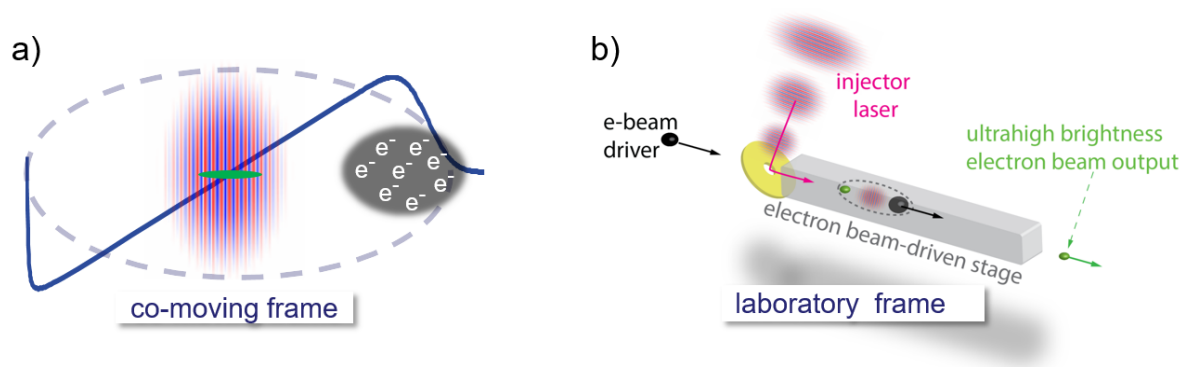 a)
e⁻ e⁻
e⁻ e⁻ e⁻
e⁻ e⁻
e⁻ e⁻
co-moving frame
b)
injector
laser
e-beam
driver
ultrahigh brightness
electron beam output
electron beam-driven stage
laboratory frame